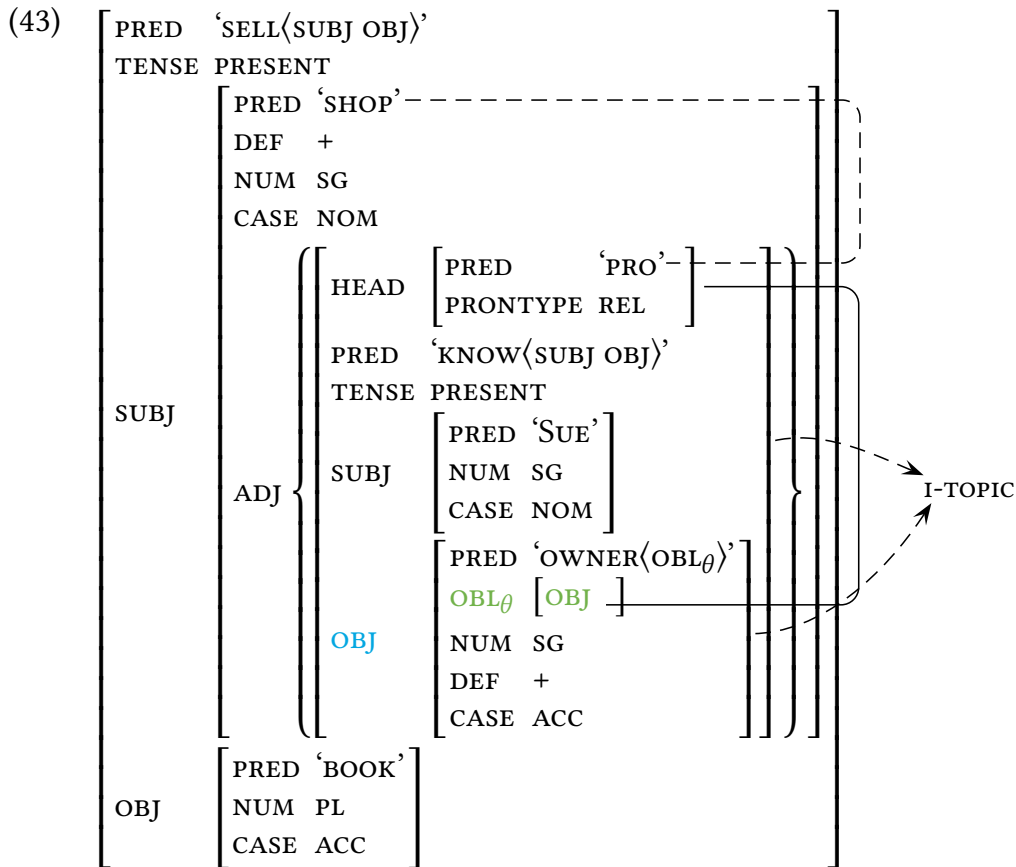 (43)
PRED ‘SELL⟨SUBJ OBJ⟩’
TENSE PRESENT
PRED ‘SHOP’
DEF +
NUM SG
CASE NOM
HEAD
PRED ‘PRO’
PRONTYPE REL
PRED ‘KNOW⟨SUBJ OBJ⟩’
TENSE PRESENT
SUBJ
ADJ
SUBJ
PRED ‘SUE’
NUM SG
CASE NOM
I-TOPIC
OBJ
PRED ‘OWNER⟨OBLθ⟩’
OBLθ [OBJ ]
NUM SG
DEF +
CASE ACC
OBJ
PRED ‘BOOK’
NUM PL
CASE ACC